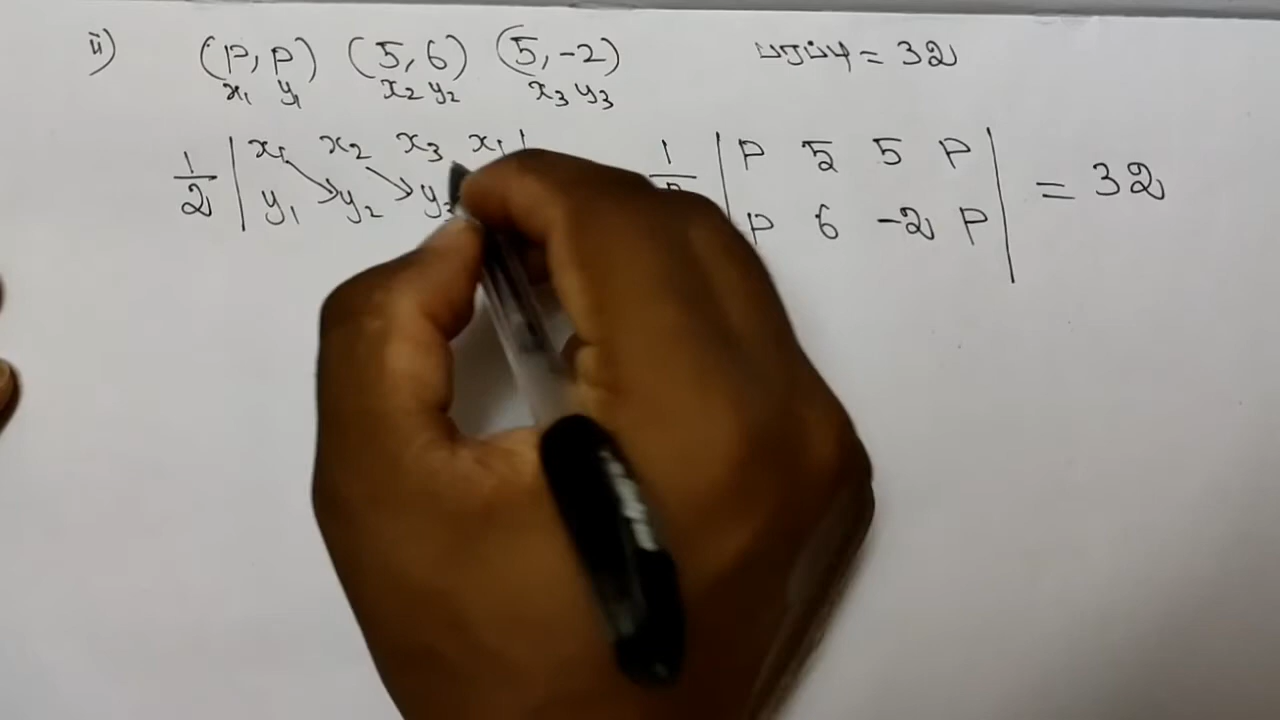 ii) (P, P) (5, 6) (5, -2) பரப்பு = 32
x₁ y₁ x₂ y₂ x₃ y₃
1/2 | x₁ x₂ x₃ x₁ | 1 | P 5 5 P | = 32
y₁ y₂ y₃ P 6 -2 P